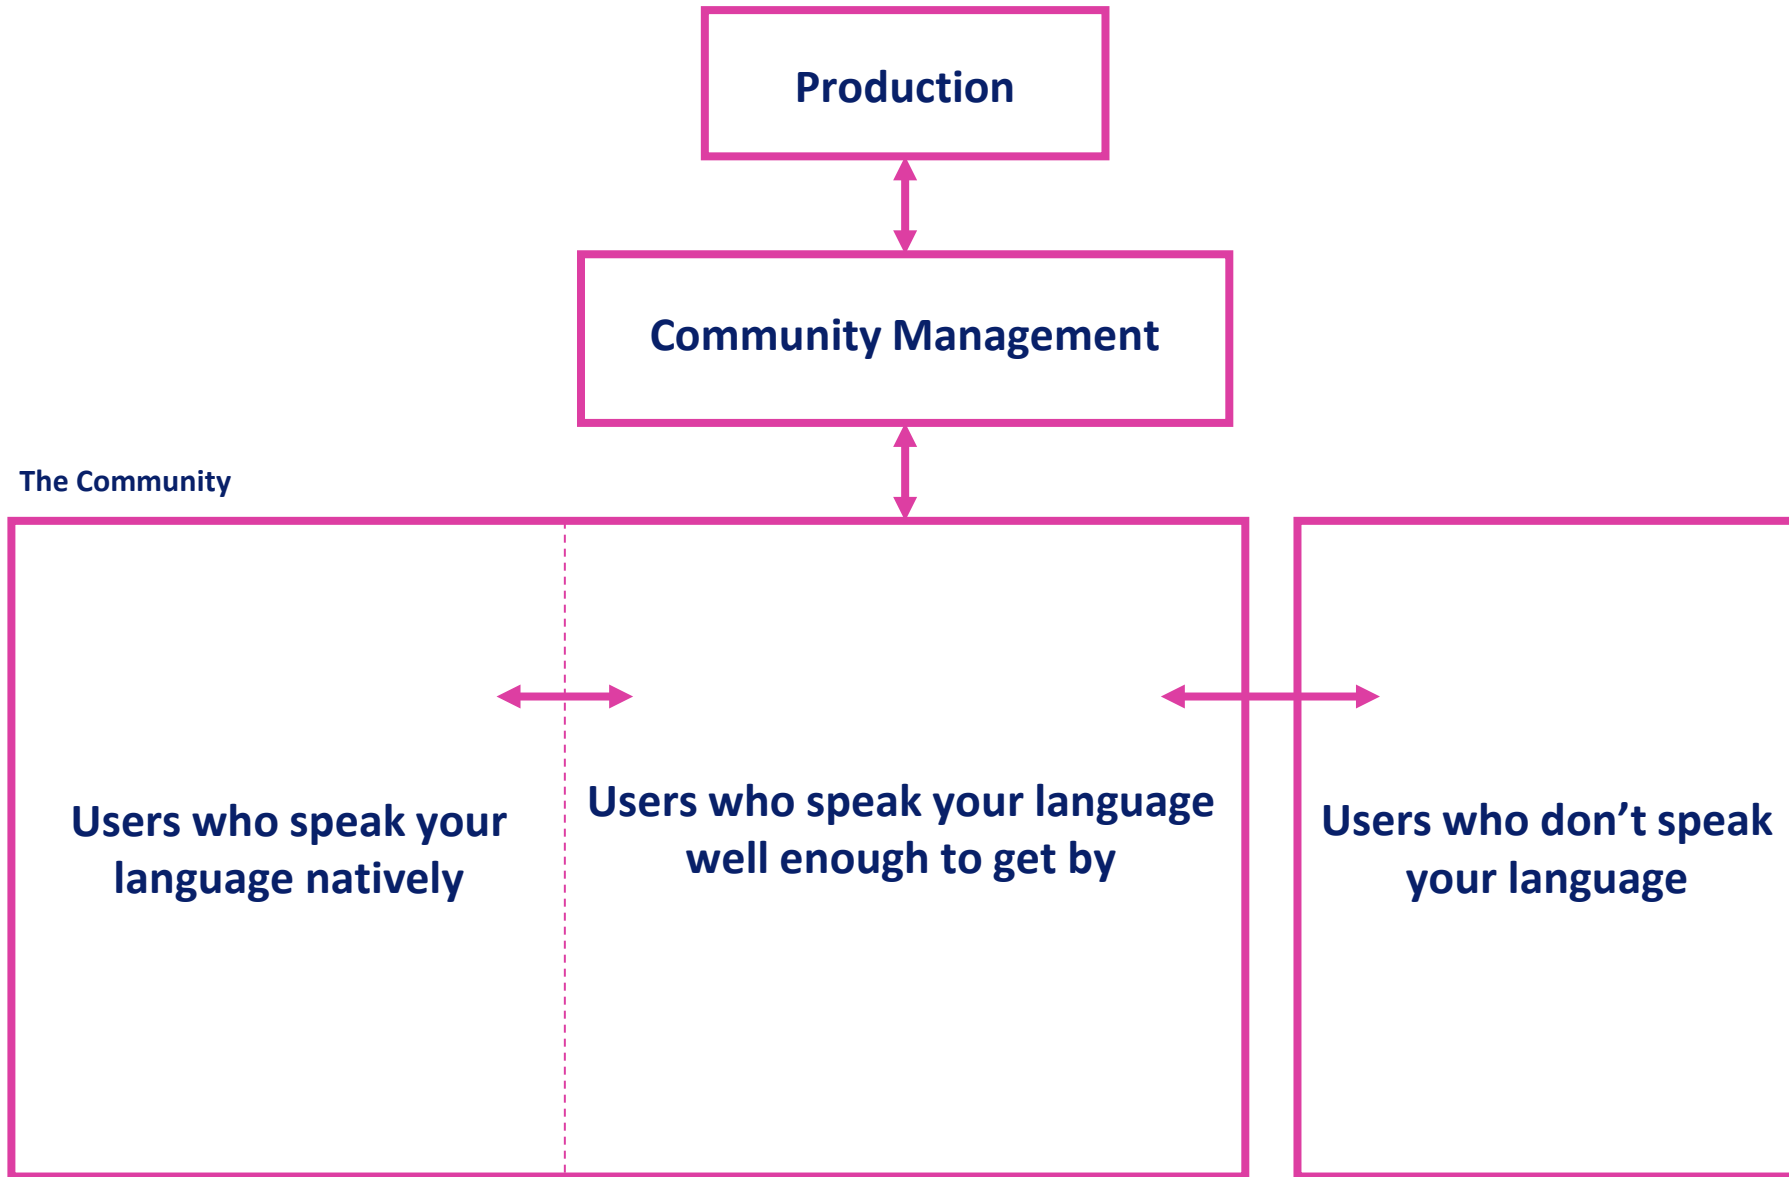 Production
Community Management
The Community
Users who speak your
language natively
Users who speak your language
well enough to get by
Users who don’t speak
your language